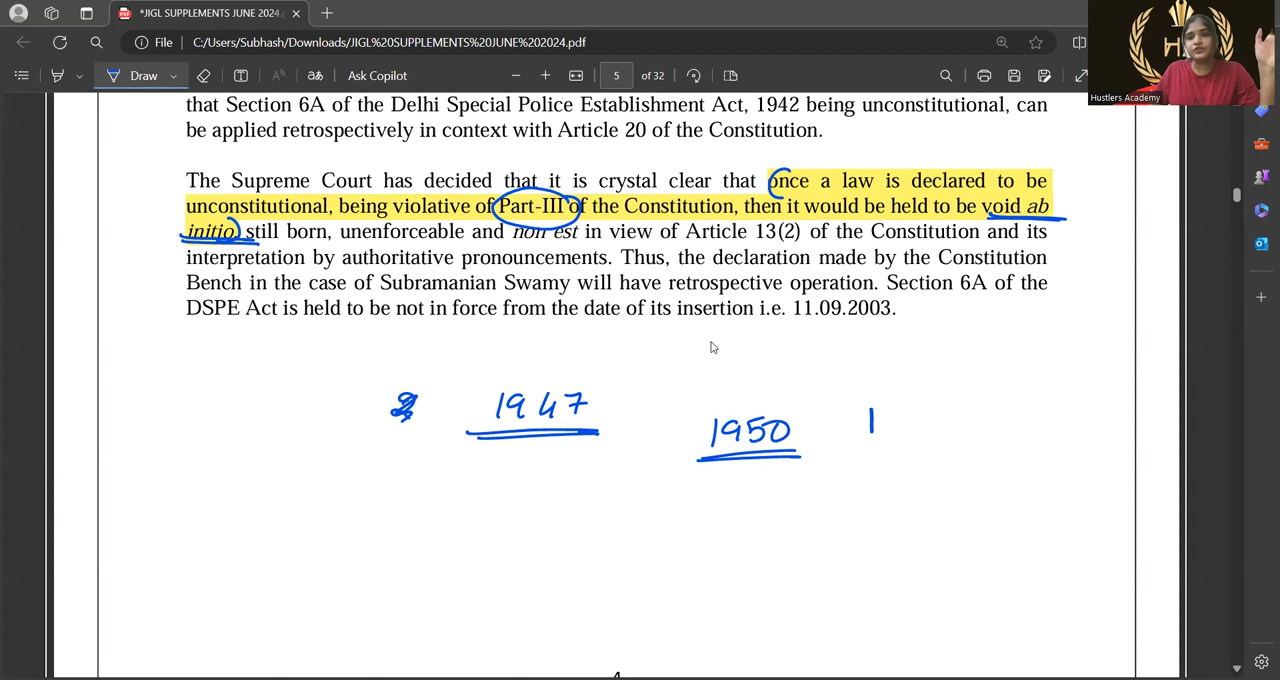 *JIGL SUPPLEMENTS JUNE 2024.
File C:/Users/Subhash/Downloads/JIGL%20SUPPLEMENTS%20JUNE%202024.pdf
Draw Ask Copilot 5 of 32
Hustlers Academy
that Section 6A of the Delhi Special Police Establishment Act, 1942 being unconstitutional, can
be applied retrospectively in context with Article 20 of the Constitution.
The Supreme Court has decided that it is crystal clear that once a law is declared to be
unconstitutional, being violative of Part-III of the Constitution, then it would be held to be void ab
initio, still born, unenforceable and non est in view of Article 13(2) of the Constitution and its
interpretation by authoritative pronouncements. Thus, the declaration made by the Constitution
Bench in the case of Subramanian Swamy will have retrospective operation. Section 6A of the
DSPE Act is held to be not in force from the date of its insertion i.e. 11.09.2003.
1947
1950